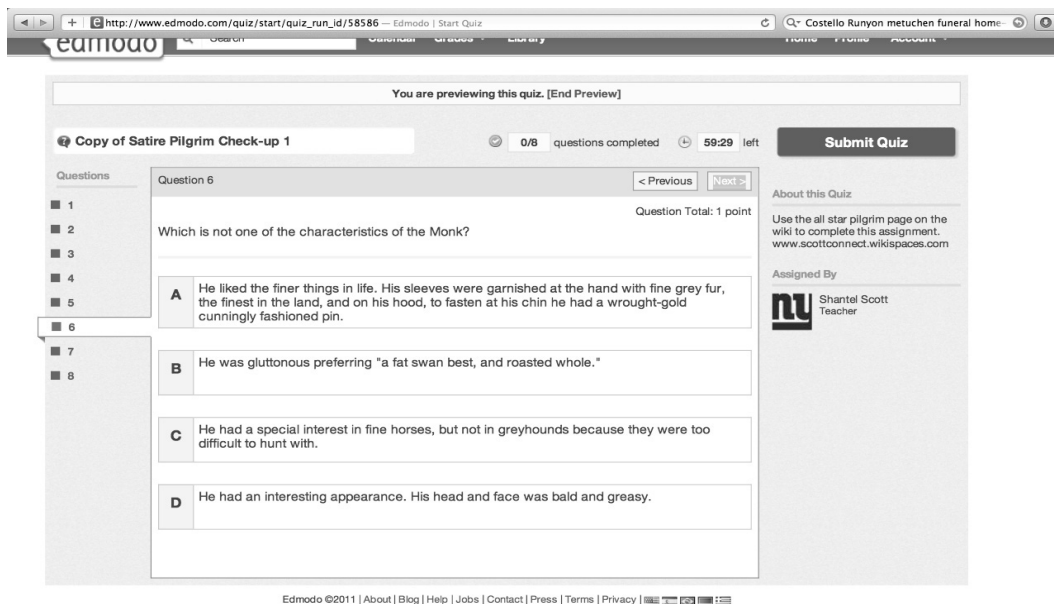 http://www.edmodo.com/quiz/start/quiz_run_id/58586 — Edmodo | Start Quiz
Costello Runyon metuchen funeral home
edmodo Search Calendar Grades Library Home Profile Account
You are previewing this quiz. [End Preview]
Copy of Satire Pilgrim Check-up 1
0/8 questions completed 59:29 left
Submit Quiz
Questions
1
2
3
4
5
6
7
8
Question 6
< Previous Next >
Question Total: 1 point
Which is not one of the characteristics of the Monk?
A He liked the finer things in life. His sleeves were garnished at the hand with fine grey fur,
the finest in the land, and on his hood, to fasten at his chin he had a wrought-gold
cunningly fashioned pin.
B He was gluttonous preferring "a fat swan best, and roasted whole."
C He had a special interest in fine horses, but not in greyhounds because they were too
difficult to hunt with.
D He had an interesting appearance. His head and face was bald and greasy.
About this Quiz
Use the all star pilgrim page on the
wiki to complete this assignment.
www.scottconnect.wikispaces.com
Assigned By
ny
Shantel Scott
Teacher
Edmodo ©2011 | About | Blog | Help | Jobs | Contact | Press | Terms | Privacy |